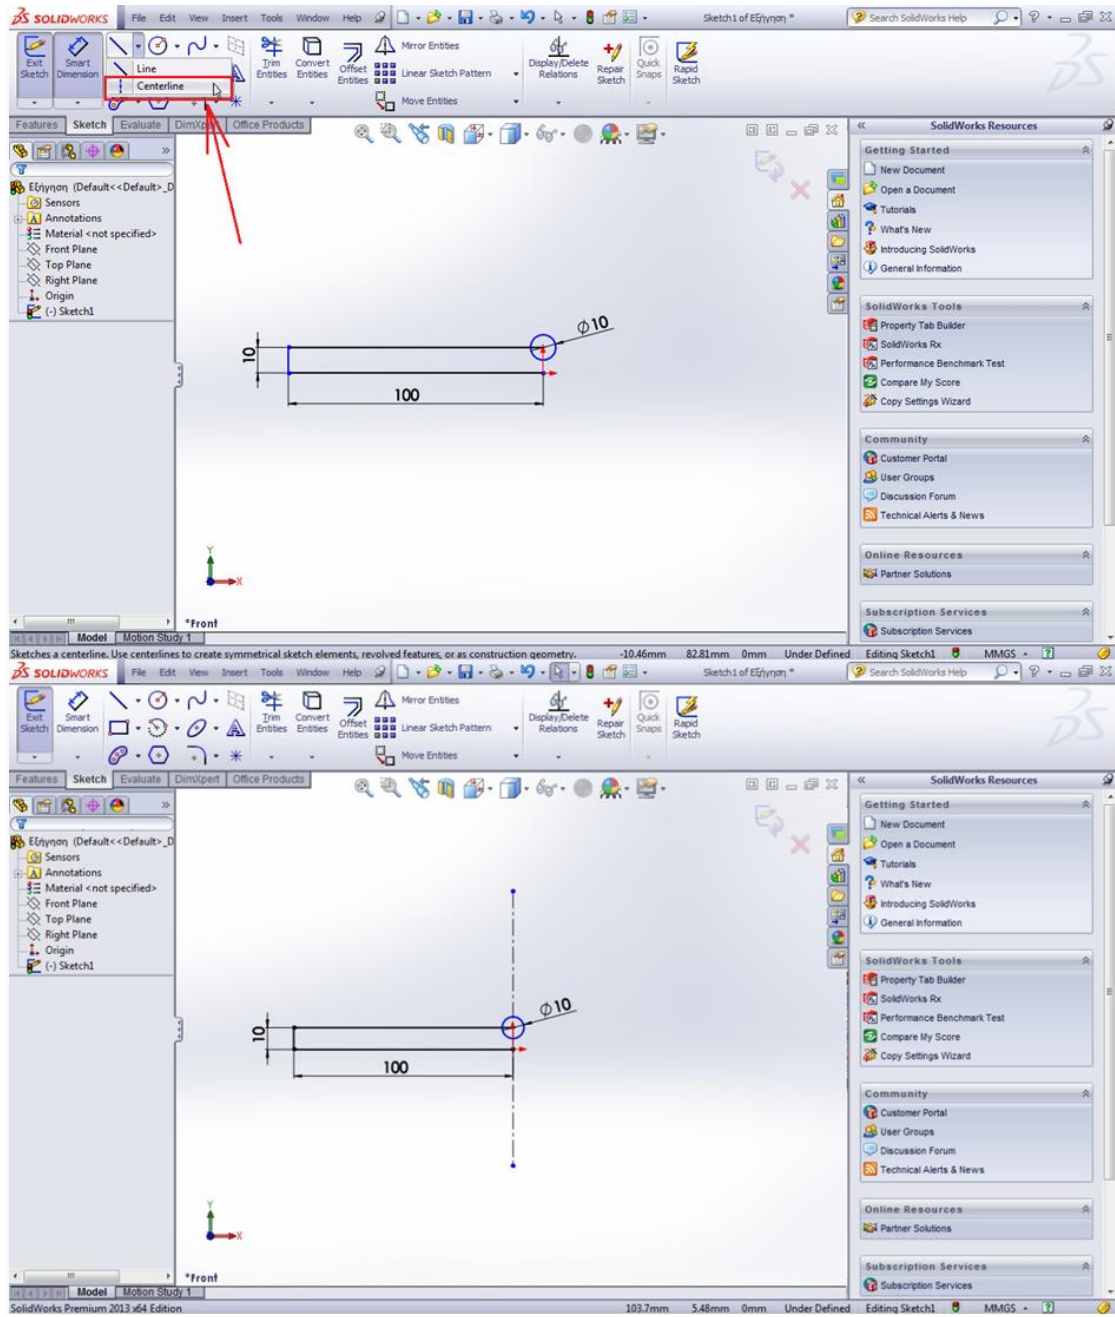 SOLIDWORKS File Edit View Insert Tools Window Help Sketch1 of Εξήγηση * Search SolidWorks Help
Exit Sketch
Smart Dimension
Line
Centerline
Trim Entities
Convert Entities
Offset Entities
Mirror Entities
Linear Sketch Pattern
Move Entities
Display/Delete Relations
Repair Sketch
Quick Snaps
Rapid Sketch
Features Sketch Evaluate DimXpert Office Products
Εξήγηση (Default<<Default>_D
Sensors
Annotations
Material <not specified>
Front Plane
Top Plane
Right Plane
Origin
(-) Sketch1
10
100
∅10
Y
X
*Front
SolidWorks Resources
Getting Started
New Document
Open a Document
Tutorials
What's New
Introducing SolidWorks
General Information
SolidWorks Tools
Property Tab Builder
SolidWorks Rx
Performance Benchmark Test
Compare My Score
Copy Settings Wizard
Community
Customer Portal
User Groups
Discussion Forum
Technical Alerts & News
Online Resources
Partner Solutions
Subscription Services
Subscription Services
Model Motion Study 1
Sketches a centerline. Use centerlines to create symmetrical sketch elements, revolved features, or as construction geometry. -10.46mm 82.81mm 0mm Under Defined Editing Sketch1 MMGS
SOLIDWORKS File Edit View Insert Tools Window Help Sketch1 of Εξήγηση * Search SolidWorks Help
Exit Sketch
Smart Dimension
Trim Entities
Convert Entities
Offset Entities
Mirror Entities
Linear Sketch Pattern
Move Entities
Display/Delete Relations
Repair Sketch
Quick Snaps
Rapid Sketch
Features Sketch Evaluate DimXpert Office Products
Εξήγηση (Default<<Default>_D
Sensors
Annotations
Material <not specified>
Front Plane
Top Plane
Right Plane
Origin
(-) Sketch1
10
100
∅10
Y
X
*Front
SolidWorks Resources
Getting Started
New Document
Open a Document
Tutorials
What's New
Introducing SolidWorks
General Information
SolidWorks Tools
Property Tab Builder
SolidWorks Rx
Performance Benchmark Test
Compare My Score
Copy Settings Wizard
Community
Customer Portal
User Groups
Discussion Forum
Technical Alerts & News
Online Resources
Partner Solutions
Subscription Services
Subscription Services
Model Motion Study 1
SolidWorks Premium 2013 x64 Edition 103.7mm 5.48mm 0mm Under Defined Editing Sketch1 MMGS